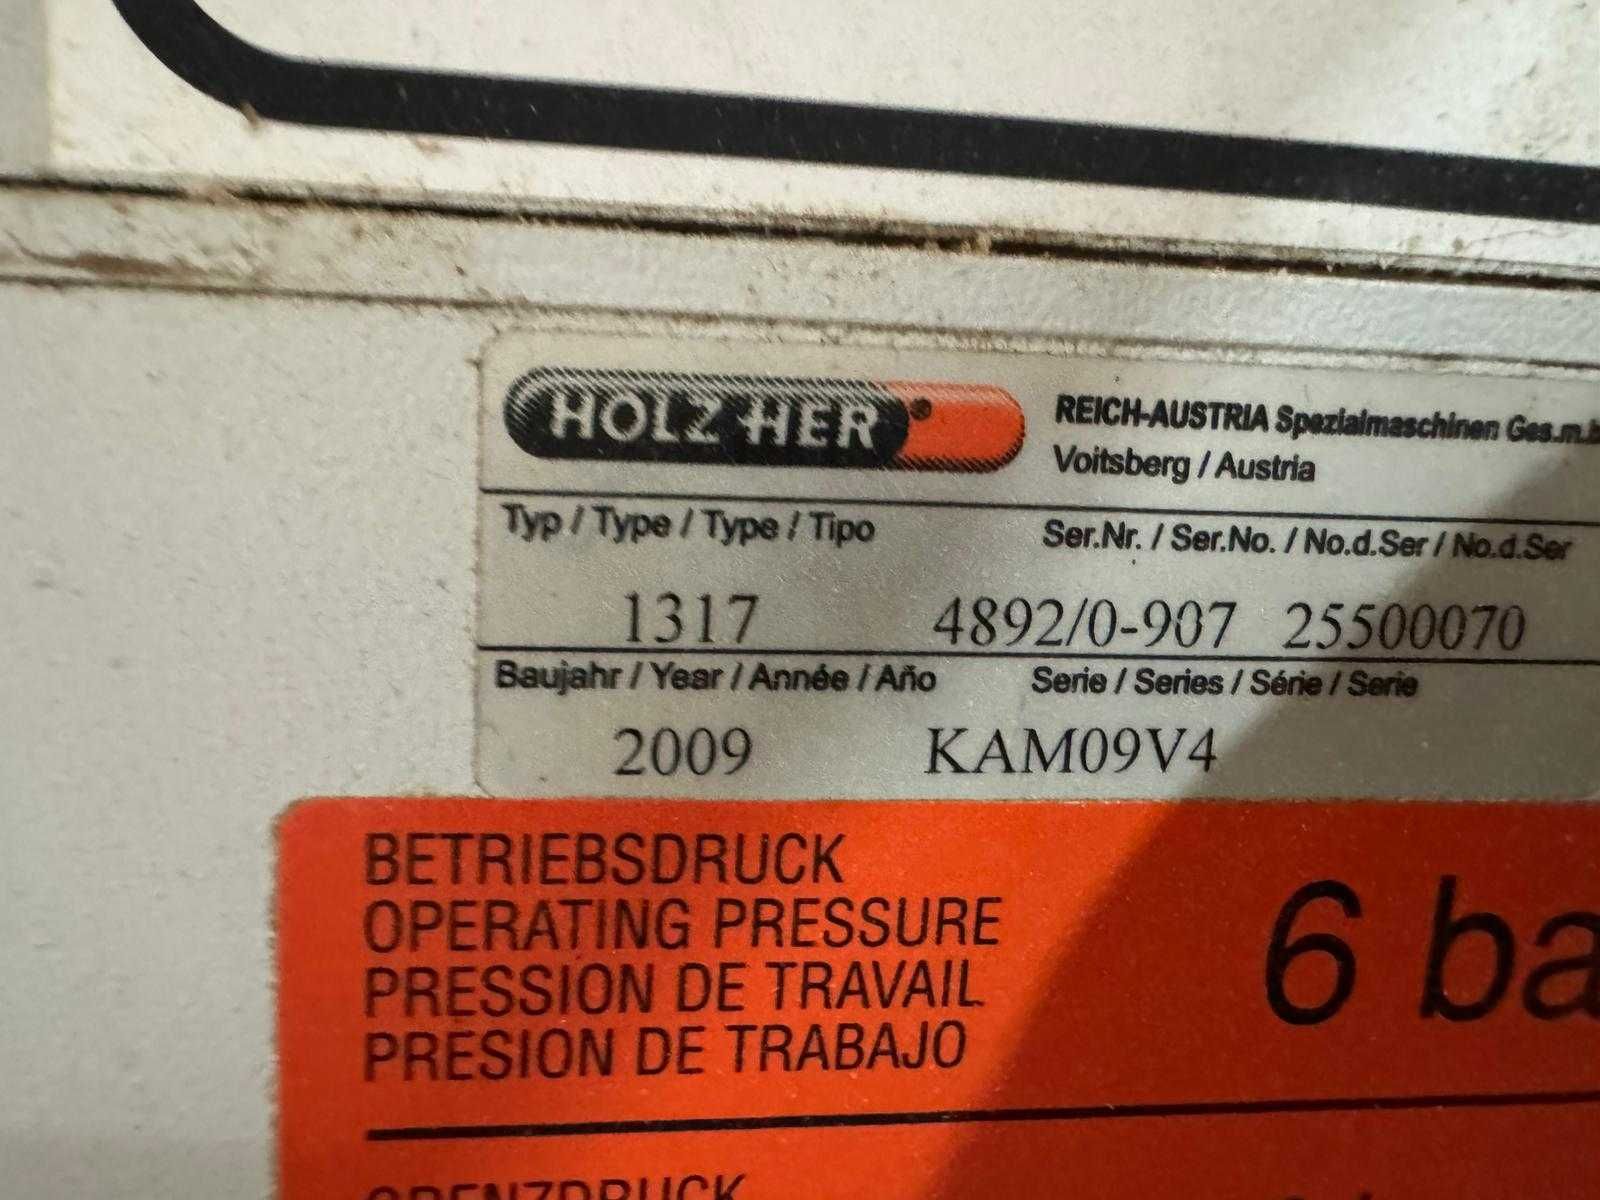 HOLZ-HER®
REICH-AUSTRIA Spezialmaschinen Ges.m.b
Voitsberg / Austria
Typ / Type / Type / Tipo
Ser.Nr. / Ser.No. / No.d.Ser / No.d.Ser
1317
4892/0-907 25500070
Baujahr / Year / Année / Año
Serie / Series / Série / Serie
2009
KAM09V4
BETRIEBSDRUCK
OPERATING PRESSURE
PRESSION DE TRAVAIL
PRESION DE TRABAJO
6 ba
GRENZDRUCK